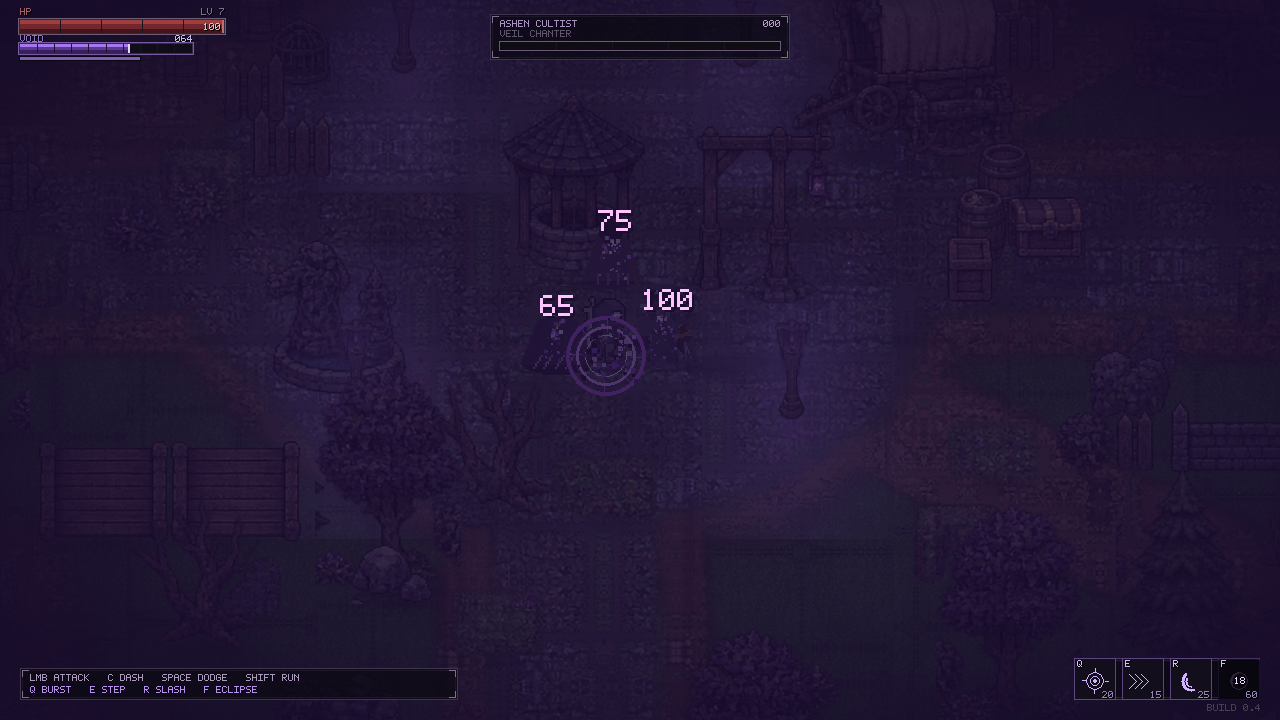 HP LV 7
100
VOID 064
ASHEN CULTIST 000
VEIL CHANTER
75
65
100
LMB ATTACK C DASH SPACE DODGE SHIFT RUN
Q BURST E STEP R SLASH F ECLIPSE
Q E R F
18
20 15 25 60
BUILD 0.4